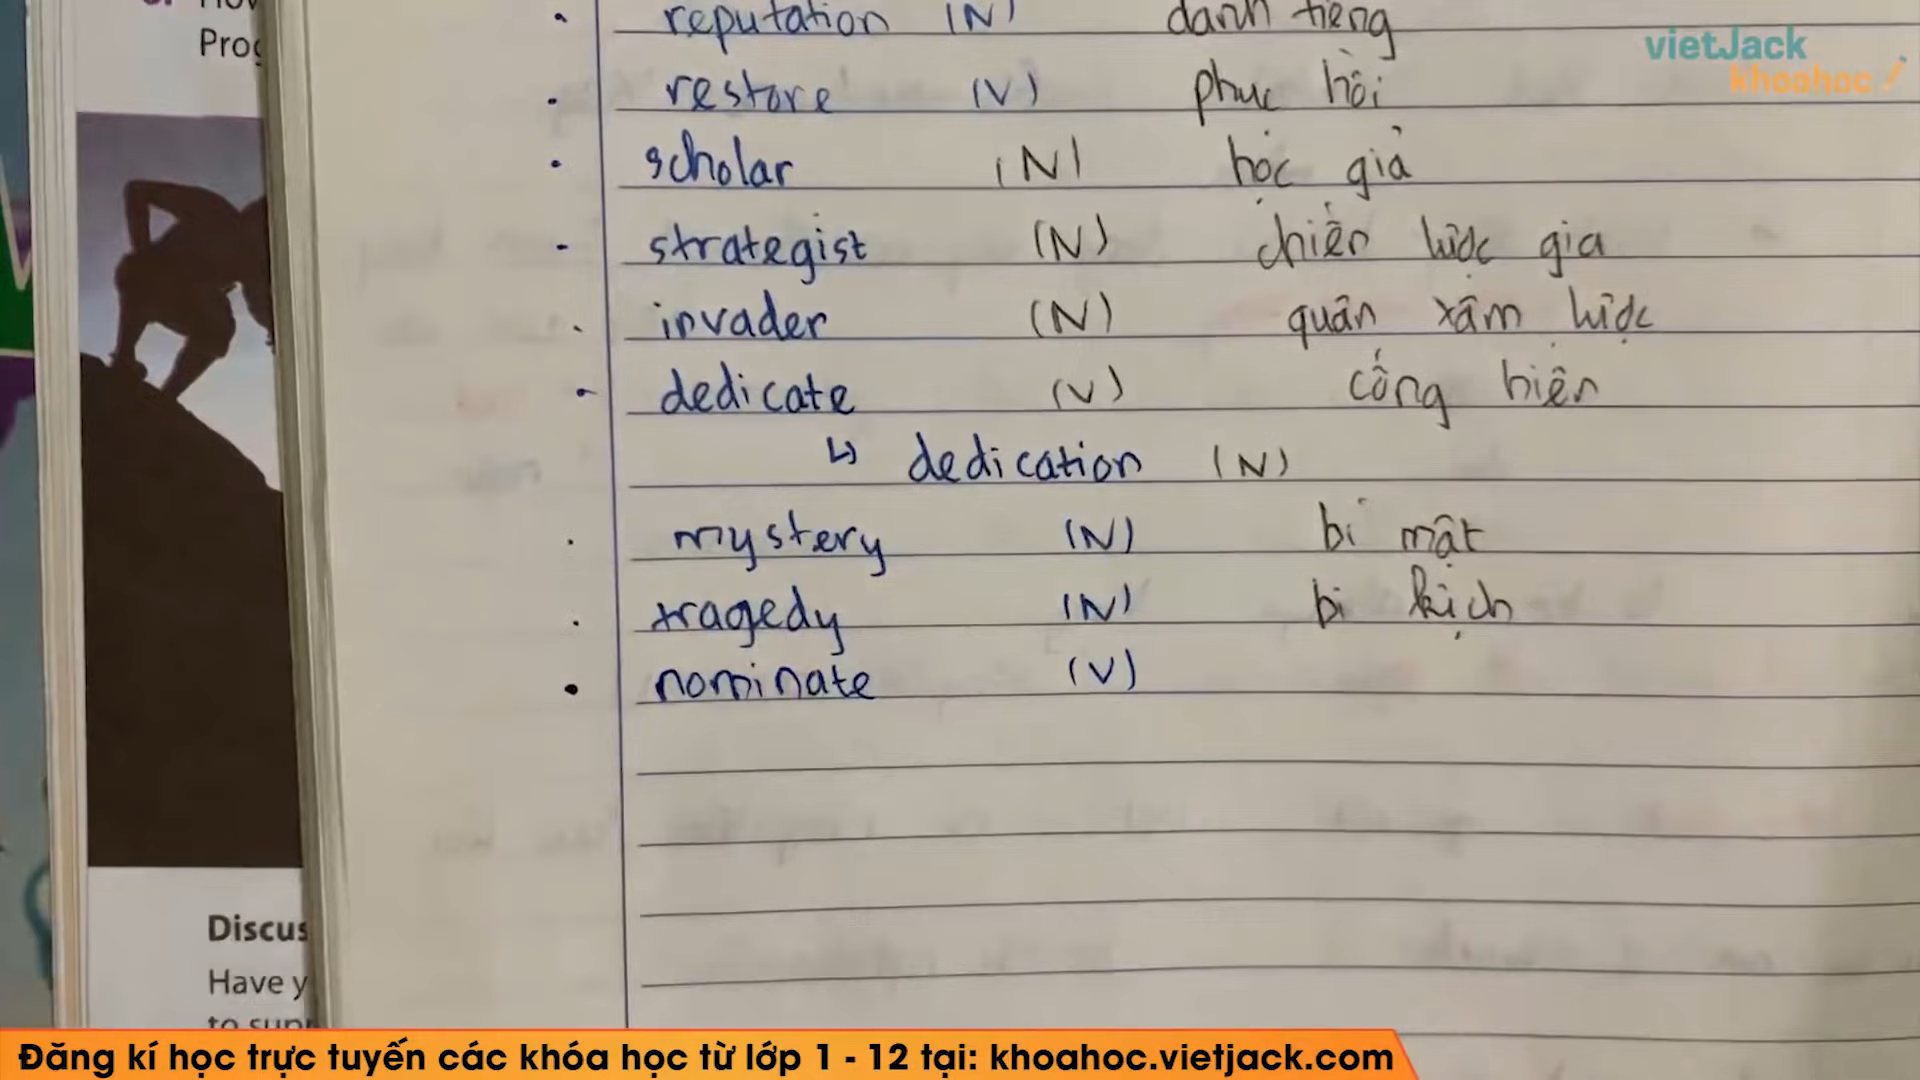 Prog
reputation (N) danh tiếng
restore (V) phục hồi
scholar (N) học giả
strategist (N) chiến lược gia
invader (N) quân xâm lược
dedicate (V) cống hiến
↳ dedication (N)
mystery (N) bí mật
tragedy (N) bi kịch
nominate (V)
Discus
Have y
to supp
vietJack
khoahoc
Đăng kí học trực tuyến các khóa học từ lớp 1 - 12 tại: khoahoc.vietjack.com